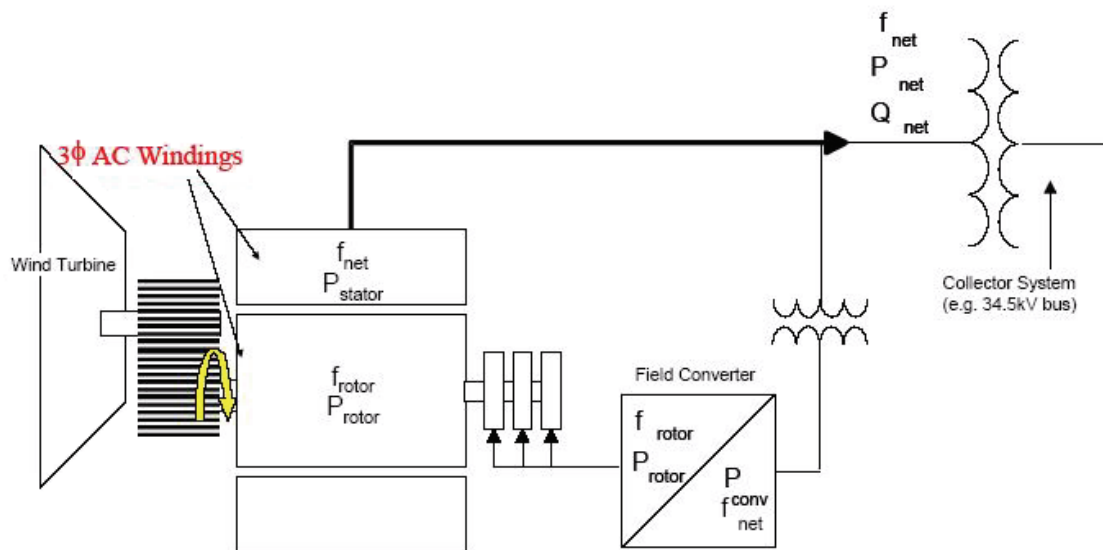 f net
P net
Q net
3ϕ AC Windings
Wind Turbine
f net
P stator
Collector System
(e.g. 34.5kV bus)
f rotor
P rotor
Field Converter
f rotor
P rotor
P conv
f net